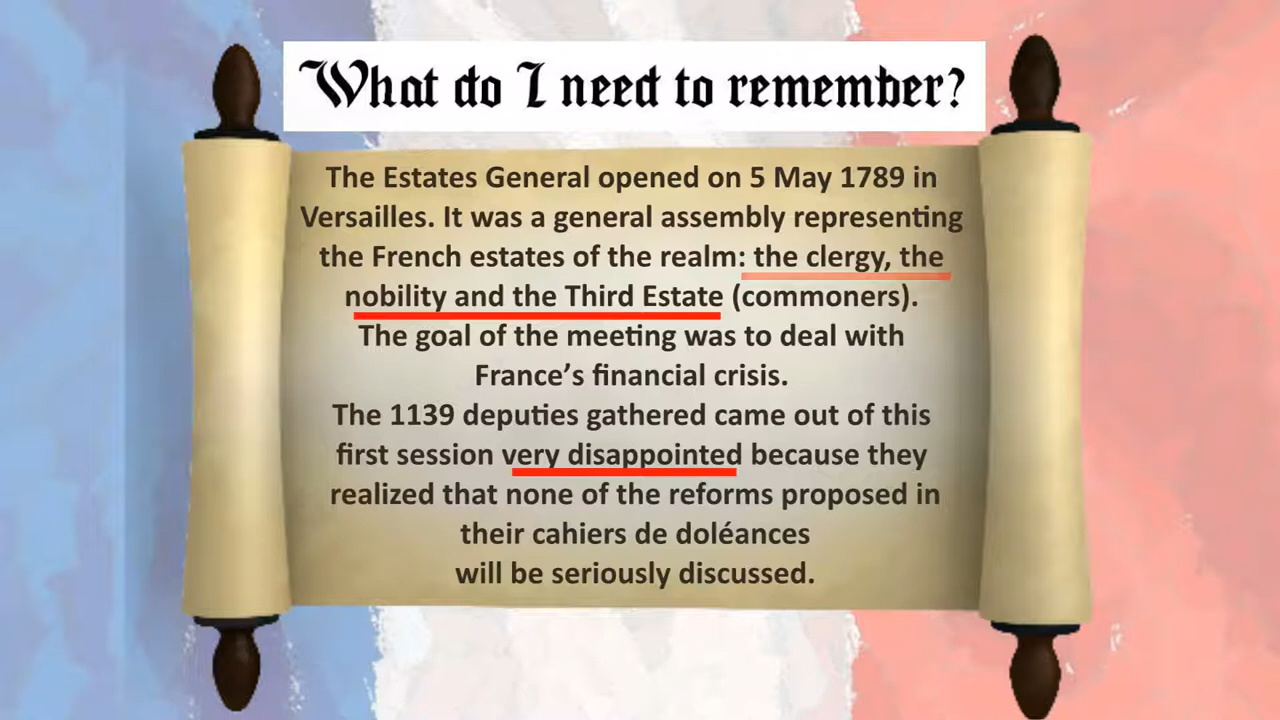 What do I need to remember?
The Estates General opened on 5 May 1789 in
Versailles. It was a general assembly representing
the French estates of the realm: the clergy, the
nobility and the Third Estate (commoners).
The goal of the meeting was to deal with
France’s financial crisis.
The 1139 deputies gathered came out of this
first session very disappointed because they
realized that none of the reforms proposed in
their cahiers de doléances
will be seriously discussed.